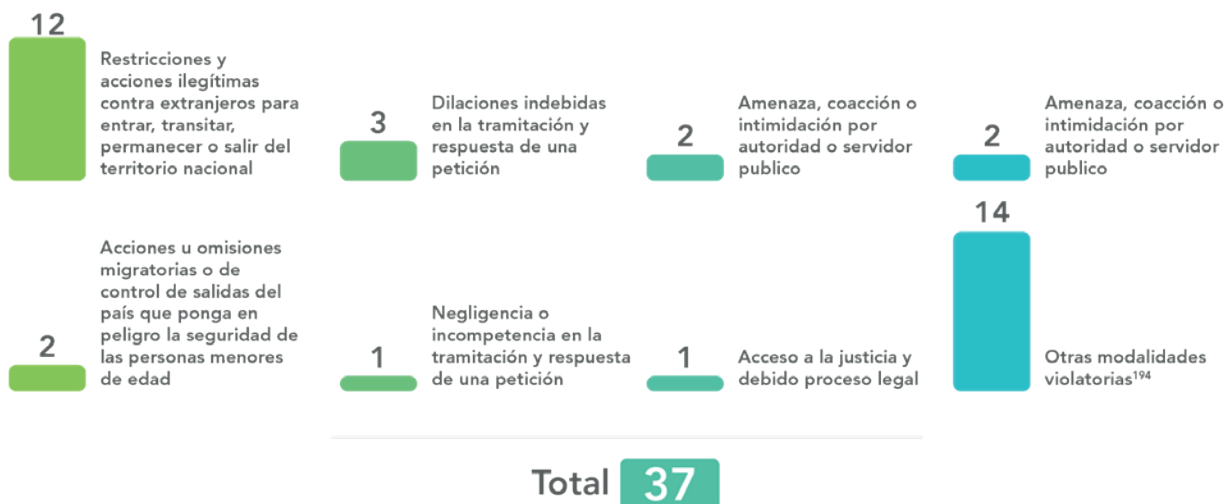 12
Restricciones y
acciones ilegítimas
contra extranjeros para
entrar, transitar,
permanecer o salir del
territorio nacional
3
Dilaciones indebidas
en la tramitación y
respuesta de una
petición
2
Amenaza, coacción o
intimidación por
autoridad o servidor
publico
2
Amenaza, coacción o
intimidación por
autoridad o servidor
publico
2
Acciones u omisiones
migratorias o de
control de salidas del
país que ponga en
peligro la seguridad de
las personas menores
de edad
1
Negligencia o
incompetencia en la
tramitación y respuesta
de una petición
1
Acceso a la justicia y
debido proceso legal
14
Otras modalidades
violatorias¹⁹⁴
Total 37